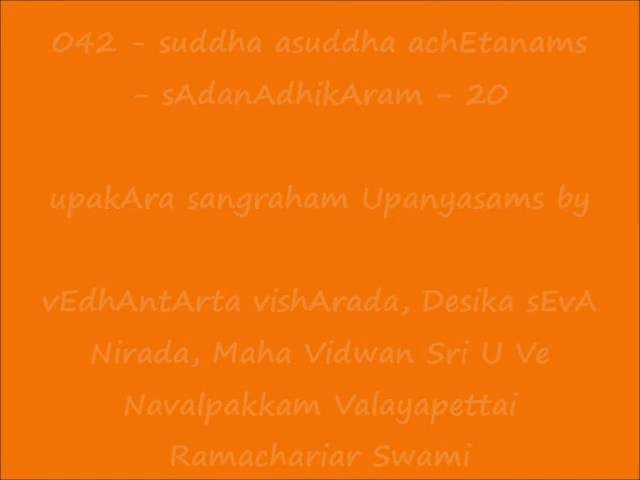 042 - suddha asuddha achEtanams
- sAdanAdhikAram - 20
upakAra sangraham Upanyasams by
vEdhAntArta vishArada, Desika sEvA
Nirada, Maha Vidwan Sri U Ve
Navalpakkam Valayapettai
Ramachariar Swami